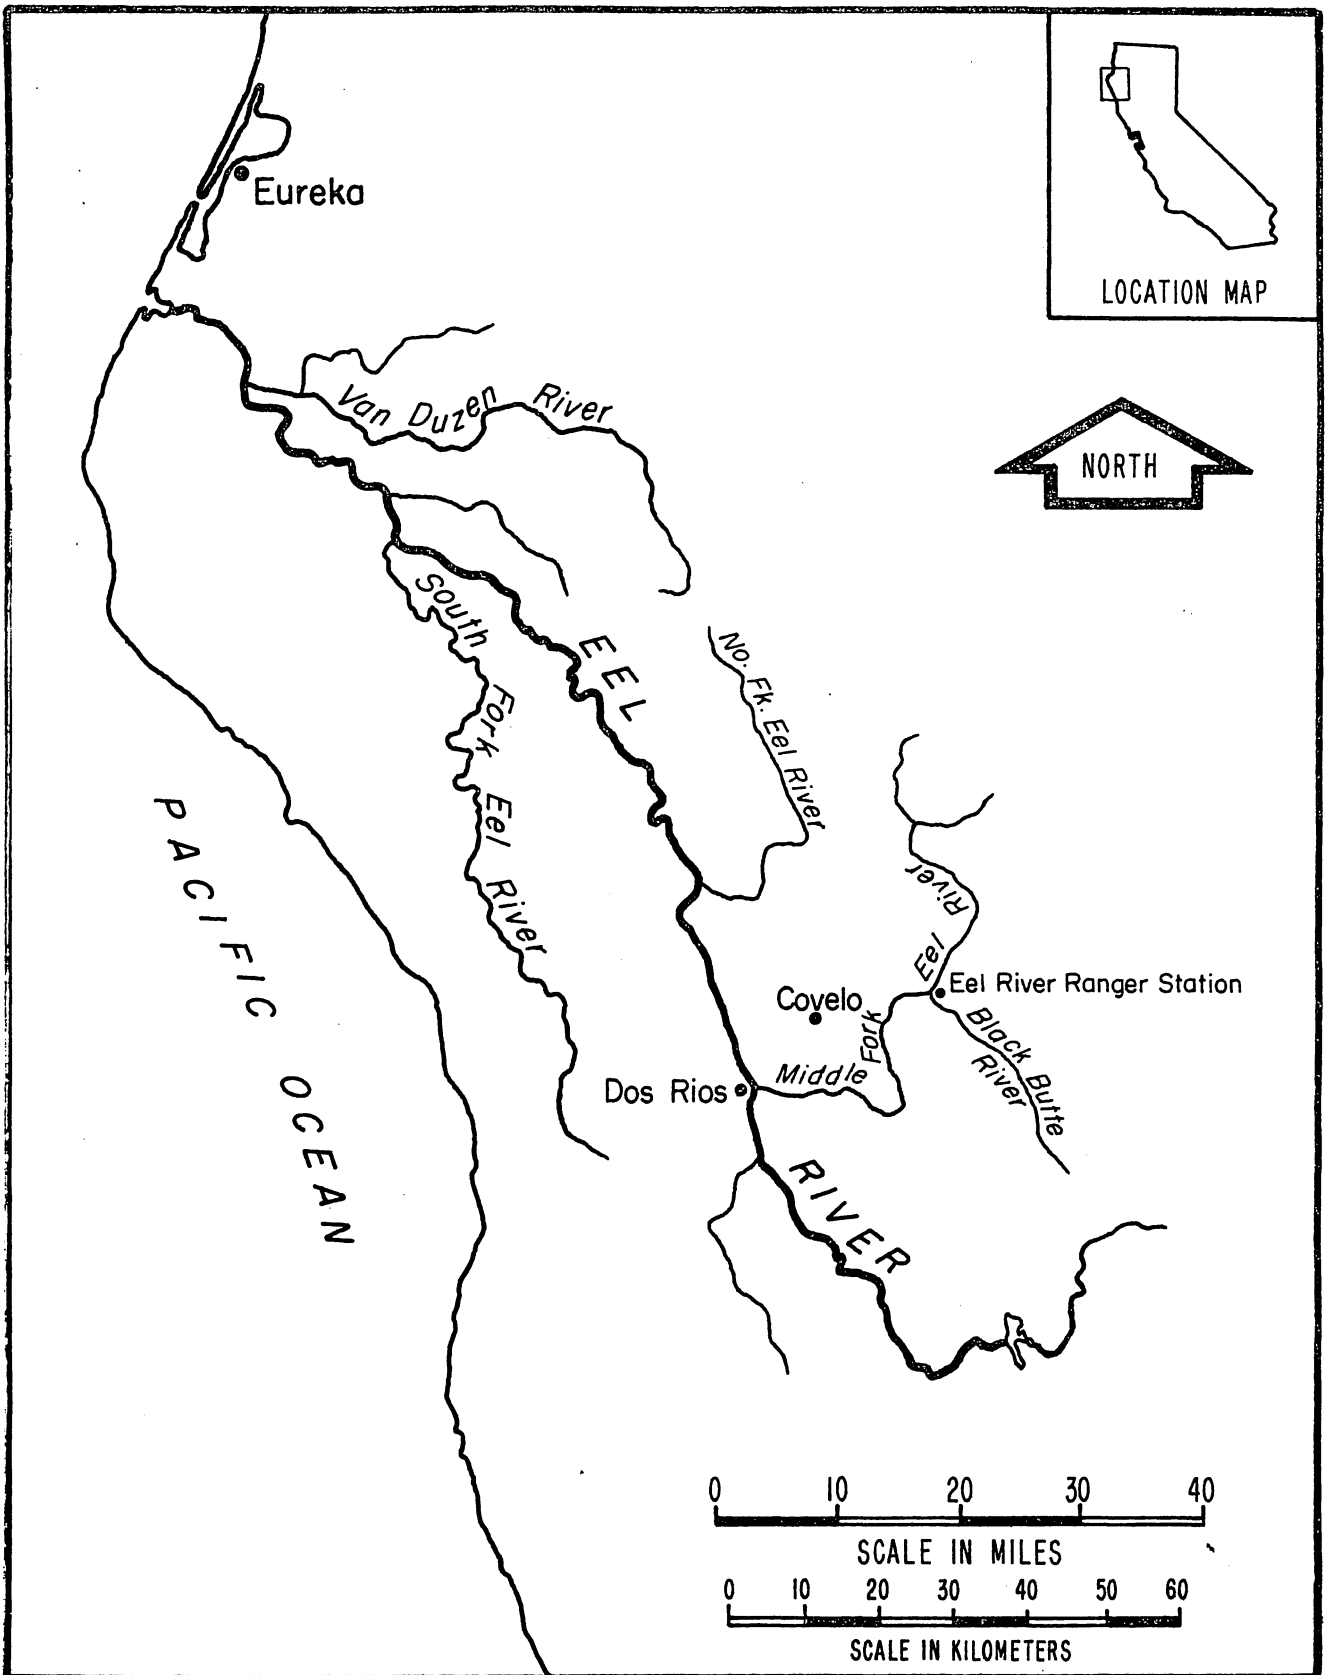 LOCATION MAP
Eureka
Van Duzen River
NORTH
South Fork Eel River
EEL RIVER
No. Fk. Eel River
PACIFIC OCEAN
Middle Fork Eel River
Eel River Ranger Station
Covelo
Black Butte
River
Dos Rios
0 10 20 30 40
SCALE IN MILES
0 10 20 30 40 50 60
SCALE IN KILOMETERS